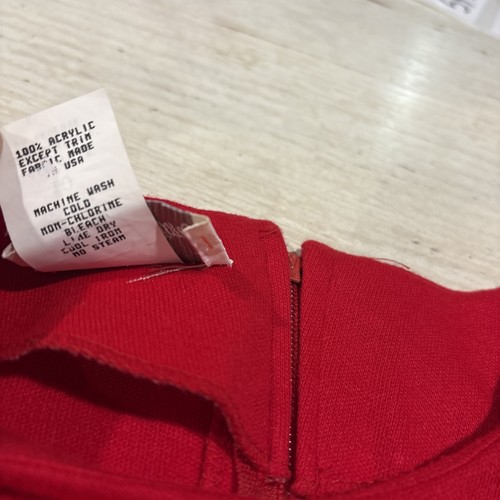 100% ACRYLIC
EXCEPT TRIM
FABRIC MADE
IN USA
MACHINE WASH
COLD
NON-CHLORINE
BLEACH
LINE DRY
COOL IRON
NO STEAM